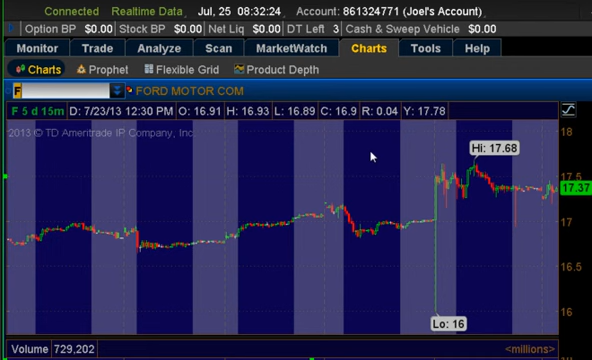 Connected Realtime Data Jul, 25 08:32:24 Account: 861324771 (Joel's Account)
Option BP $0.00 Stock BP $0.00 Net Liq $0.00 DT Left 3 Cash & Sweep Vehicle $0.00
Monitor Trade Analyze Scan MarketWatch Charts Tools Help
Charts Prophet Flexible Grid Product Depth
F FORD MOTOR COM
F 5 d 15m D: 7/23/13 12:30 PM O: 16.91 H: 16.93 L: 16.89 C: 16.9 R: 0.04 Y: 17.78
2013 © TD Ameritrade IP Company, Inc.
18
Hi: 17.68
17.5
17.37
17
16.5
16
Lo: 16
Volume 729,202 <millions>